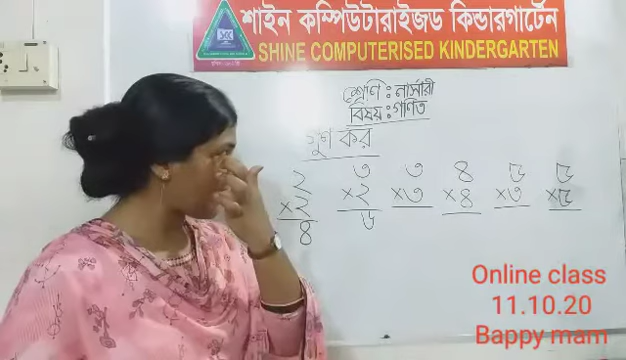 শাইন কম্পিউটারাইজড কিন্ডারগার্টেন
SHINE COMPUTERISED KINDERGARTEN
শ্রেণি : নার্সারী
বিষয় : গণিত
গুণ কর
২ ৩ ৩ ৪ ৫ ৫
×২ ×২ ×৩ ×৪ ×৩ ×৫
৪ ৬
Online class
11.10.20
Bappy mam